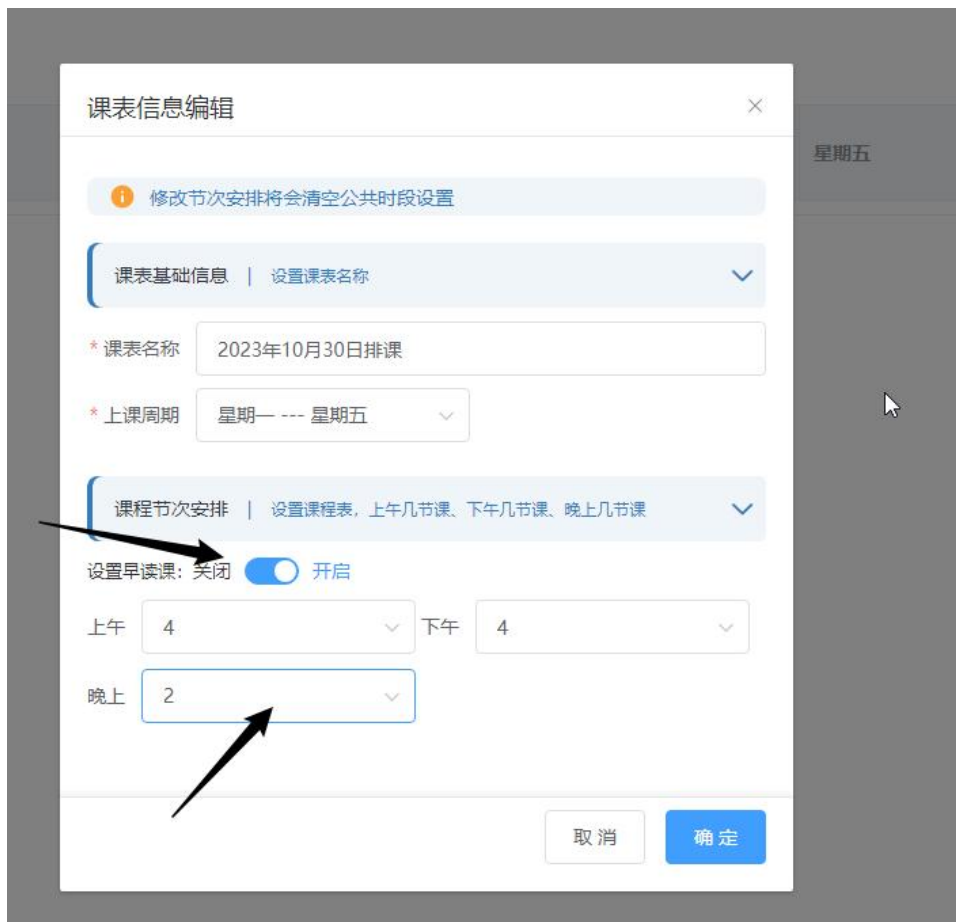 课表信息编辑
星期五
修改节次安排将会清空公共时段设置
课表基础信息 | 设置课表名称
* 课表名称 2023年10月30日排课
* 上课周期 星期一 --- 星期五
课程节次安排 | 设置课程表, 上午几节课、下午几节课、晚上几节课
设置早读课: 关闭 开启
上午 4 下午 4
晚上 2
取消 确定